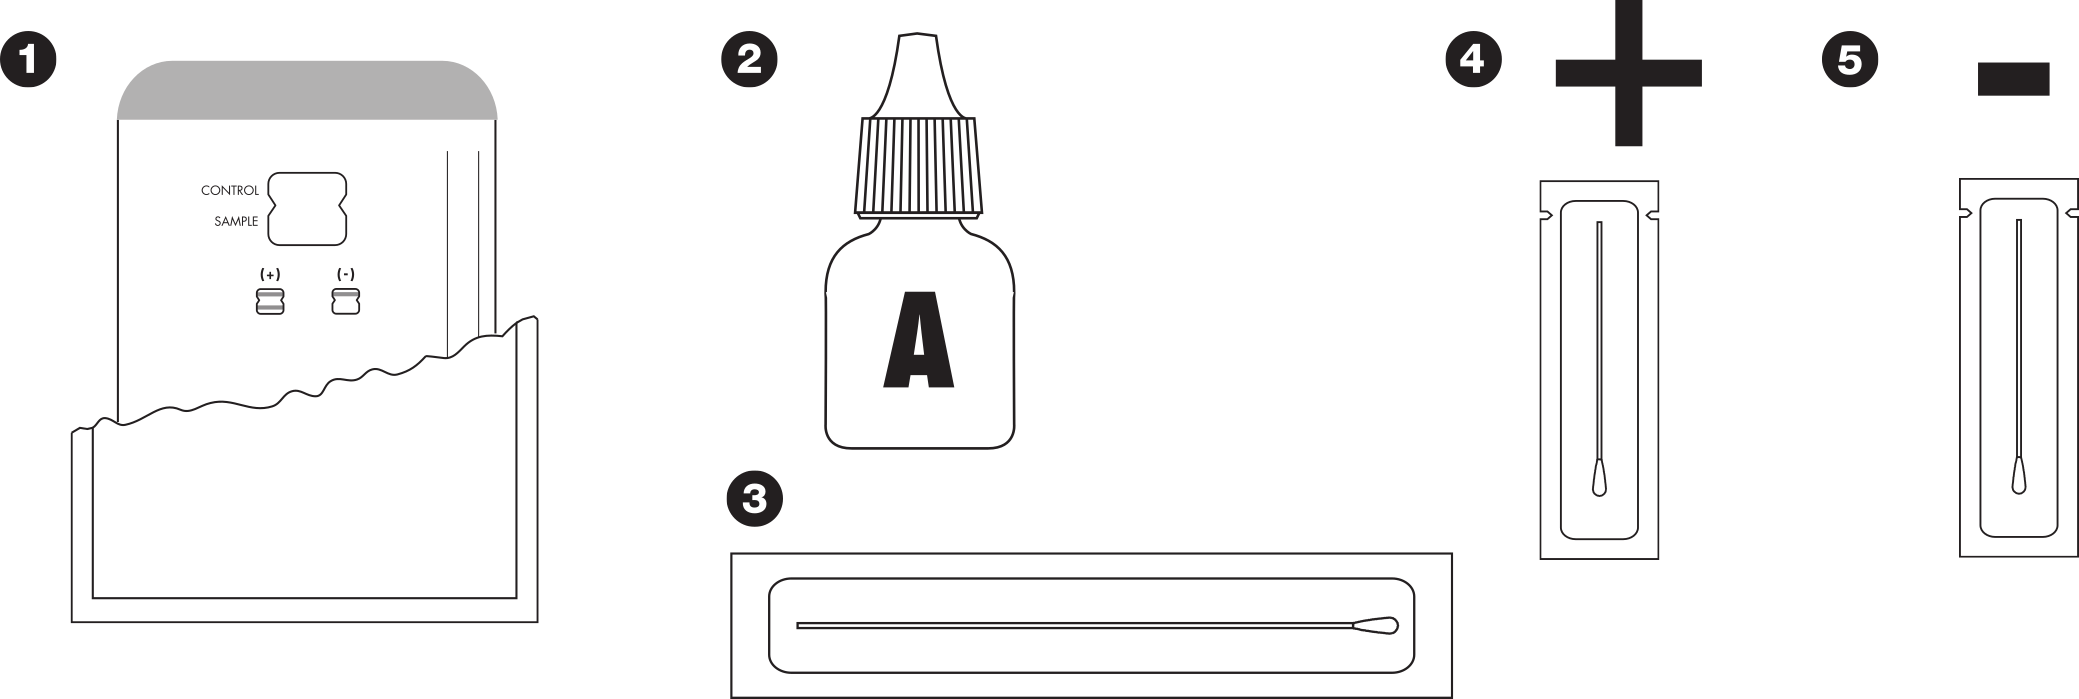 1
CONTROL
SAMPLE
(+) (-)
2
A
3
4 +
5 -